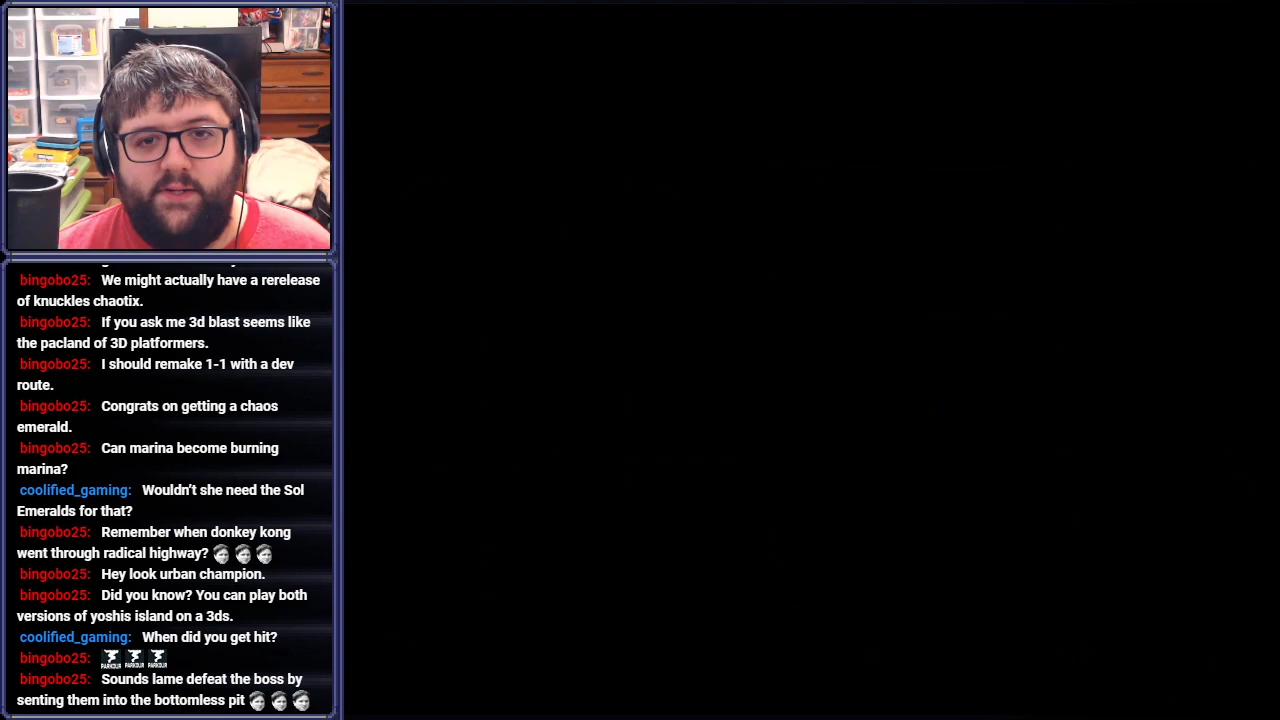 bingobo25: We might actually have a rerelease
of knuckles chaotix.
bingobo25: If you ask me 3d blast seems like
the pacland of 3D platformers.
bingobo25: I should remake 1-1 with a dev
route.
bingobo25: Congrats on getting a chaos
emerald.
bingobo25: Can marina become burning
marina?
coolified_gaming: Wouldn't she need the Sol
Emeralds for that?
bingobo25: Remember when donkey kong
went through radical highway?
bingobo25: Hey look urban champion.
bingobo25: Did you know? You can play both
versions of yoshis island on a 3ds.
coolified_gaming: When did you get hit?
bingobo25: PARKOUR PARKOUR PARKOUR
bingobo25: Sounds lame defeat the boss by
senting them into the bottomless pit